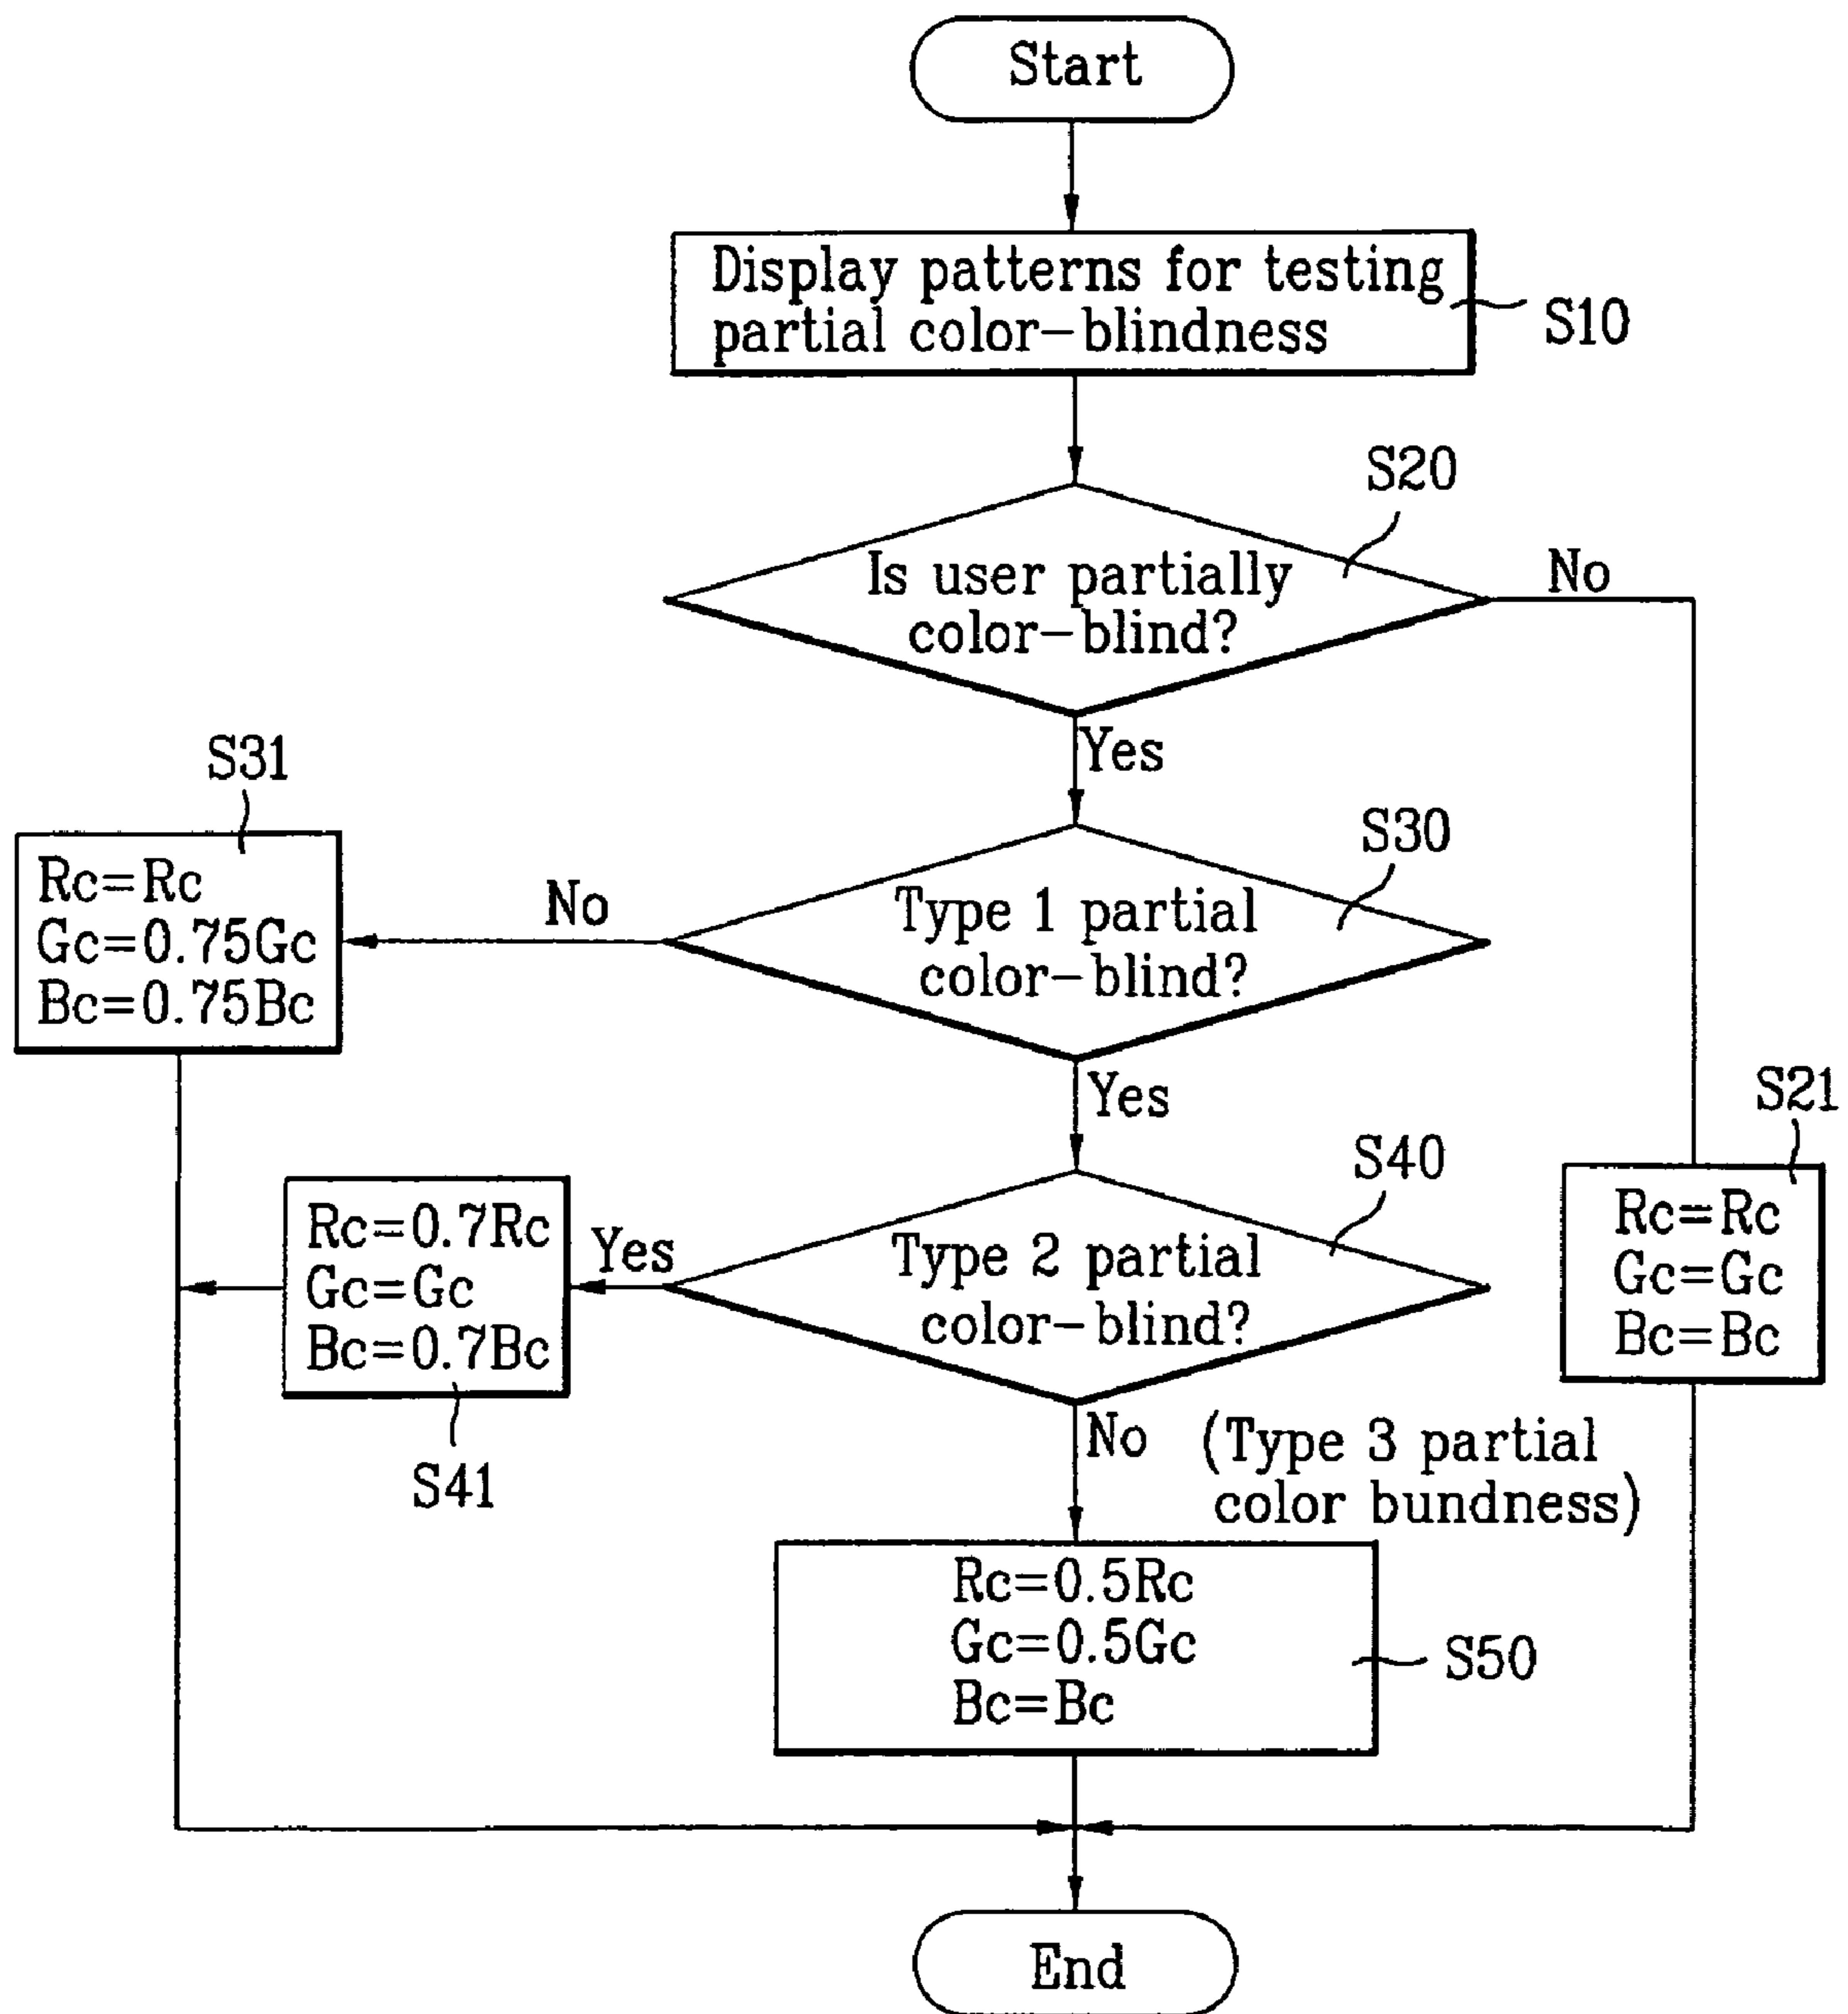 Start
Display patterns for testing
partial color-blindness
S10
S20
Is user partially
color-blind?
No
Yes
S31
Rc=Rc
Gc=0.75Gc
Bc=0.75Bc
No
S30
Type 1 partial
color-blind?
Yes
S21
Rc=Rc
Gc=Gc
Bc=Bc
S40
Type 2 partial
color-blind?
Yes
Rc=0.7Rc
Gc=Gc
Bc=0.7Bc
S41
No
(Type 3 partial
color bundness)
Rc=0.5Rc
Gc=0.5Gc
Bc=Bc
S50
End